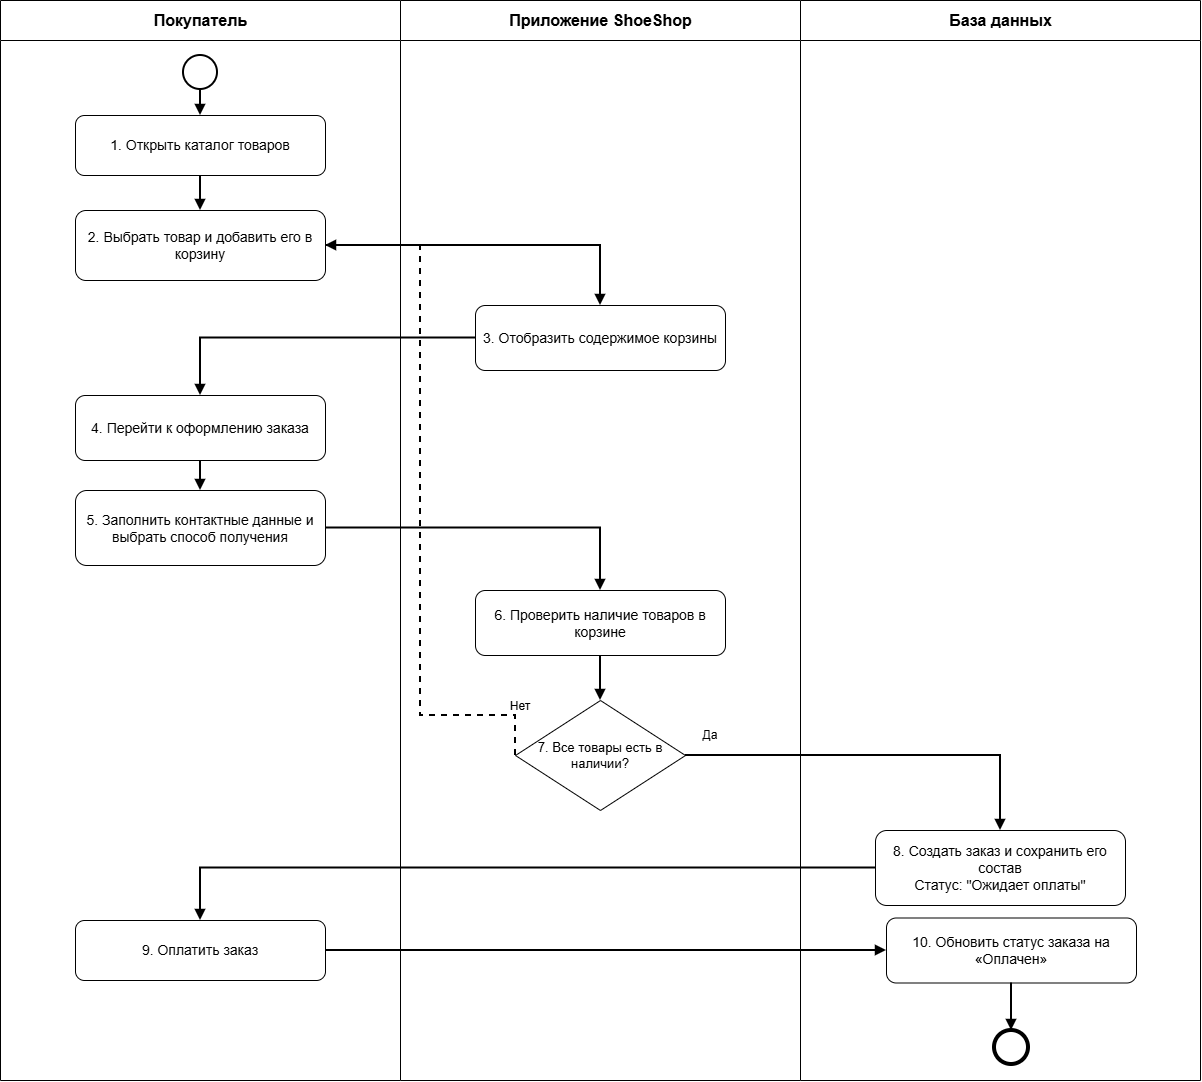 Покупатель
Приложение ShoeShop
База данных
1. Открыть каталог товаров
2. Выбрать товар и добавить его в
корзину
3. Отобразить содержимое корзины
4. Перейти к оформлению заказа
5. Заполнить контактные данные и
выбрать способ получения
6. Проверить наличие товаров в
корзине
Нет
Да
7. Все товары есть в
наличии?
8. Создать заказ и сохранить его
состав
Статус: "Ожидает оплаты"
9. Оплатить заказ
10. Обновить статус заказа на
«Оплачен»